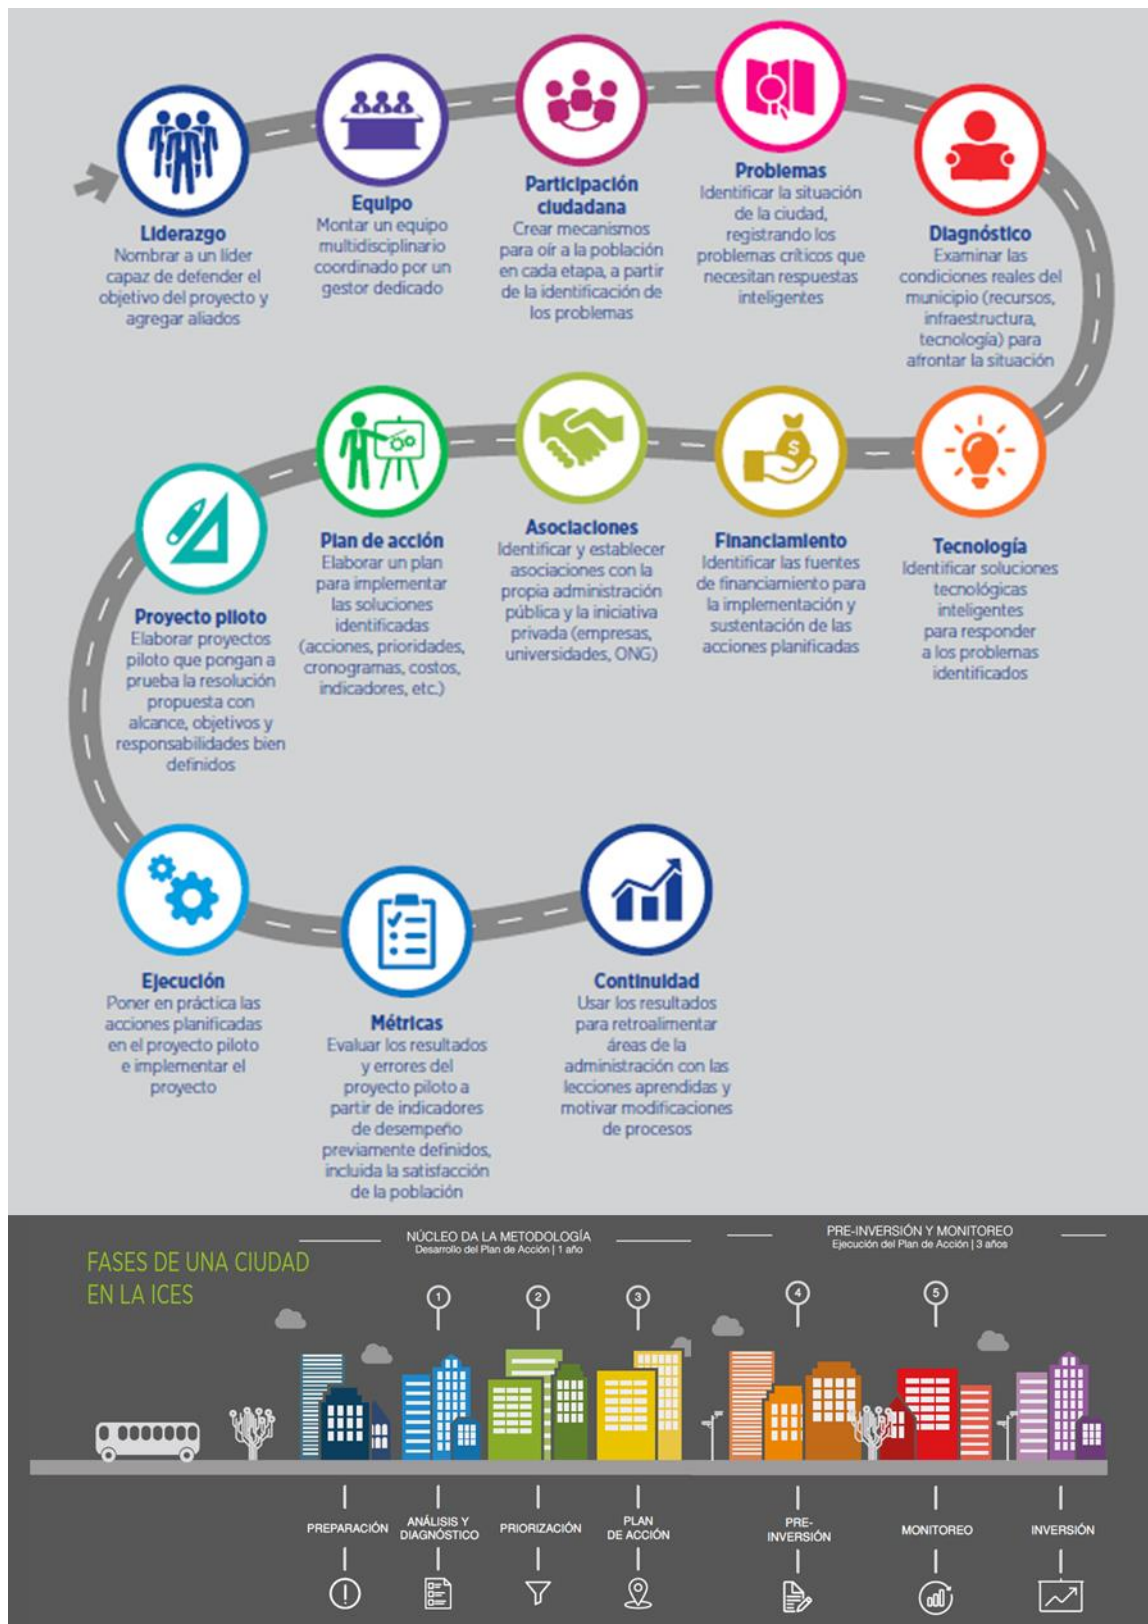 Liderazgo
Nombrar a un líder
capaz de defender el
objetivo del proyecto y
agregar aliados
Equipo
Montar un equipo
multidisciplinario
coordinado por un
gestor dedicado
Participación
ciudadana
Crear mecanismos
para oír a la población
en cada etapa, a partir
de la identificación de
los problemas
Problemas
Identificar la situación
de la ciudad,
registrando los
problemas críticos que
necesitan respuestas
inteligentes
Diagnóstico
Examinar las
condiciones reales del
municipio (recursos,
infraestructura,
tecnología) para
afrontar la situación
Tecnología
Identificar soluciones
tecnológicas
inteligentes
para responder
a los problemas
identificados
Financiamiento
Identificar las fuentes
de financiamiento para
la implementación y
sustentación de las
acciones planificadas
Asociaciones
Identificar y establecer
asociaciones con la
propia administración
pública y la iniciativa
privada (empresas,
universidades, ONG)
Plan de acción
Elaborar un plan
para implementar
las soluciones
identificadas
(acciones, prioridades,
cronogramas, costos,
indicadores, etc.)
Proyecto piloto
Elaborar proyectos
piloto que pongan a
prueba la resolución
propuesta con
alcance, objetivos y
responsabilidades bien
definidos
Ejecución
Poner en práctica las
acciones planificadas
en el proyecto piloto
e implementar el
proyecto
Métricas
Evaluar los resultados
y errores del
proyecto piloto a
partir de indicadores
de desempeño
previamente definidos,
incluida la satisfacción
de la población
Continuidad
Usar los resultados
para retroalimentar
áreas de la
administración con las
lecciones aprendidas y
motivar modificaciones
de procesos
FASES DE UNA CIUDAD
EN LA ICES
NÚCLEO DA LA METODOLOGÍA
Desarrollo del Plan de Acción | 1 año
PRE-INVERSIÓN Y MONITOREO
Ejecución del Plan de Acción | 3 años
1
2
3
4
5
PREPARACIÓN
ANÁLISIS Y
DIAGNÓSTICO
PRIORIZACIÓN
PLAN
DE ACCIÓN
PRE-
INVERSIÓN
MONITOREO
INVERSIÓN